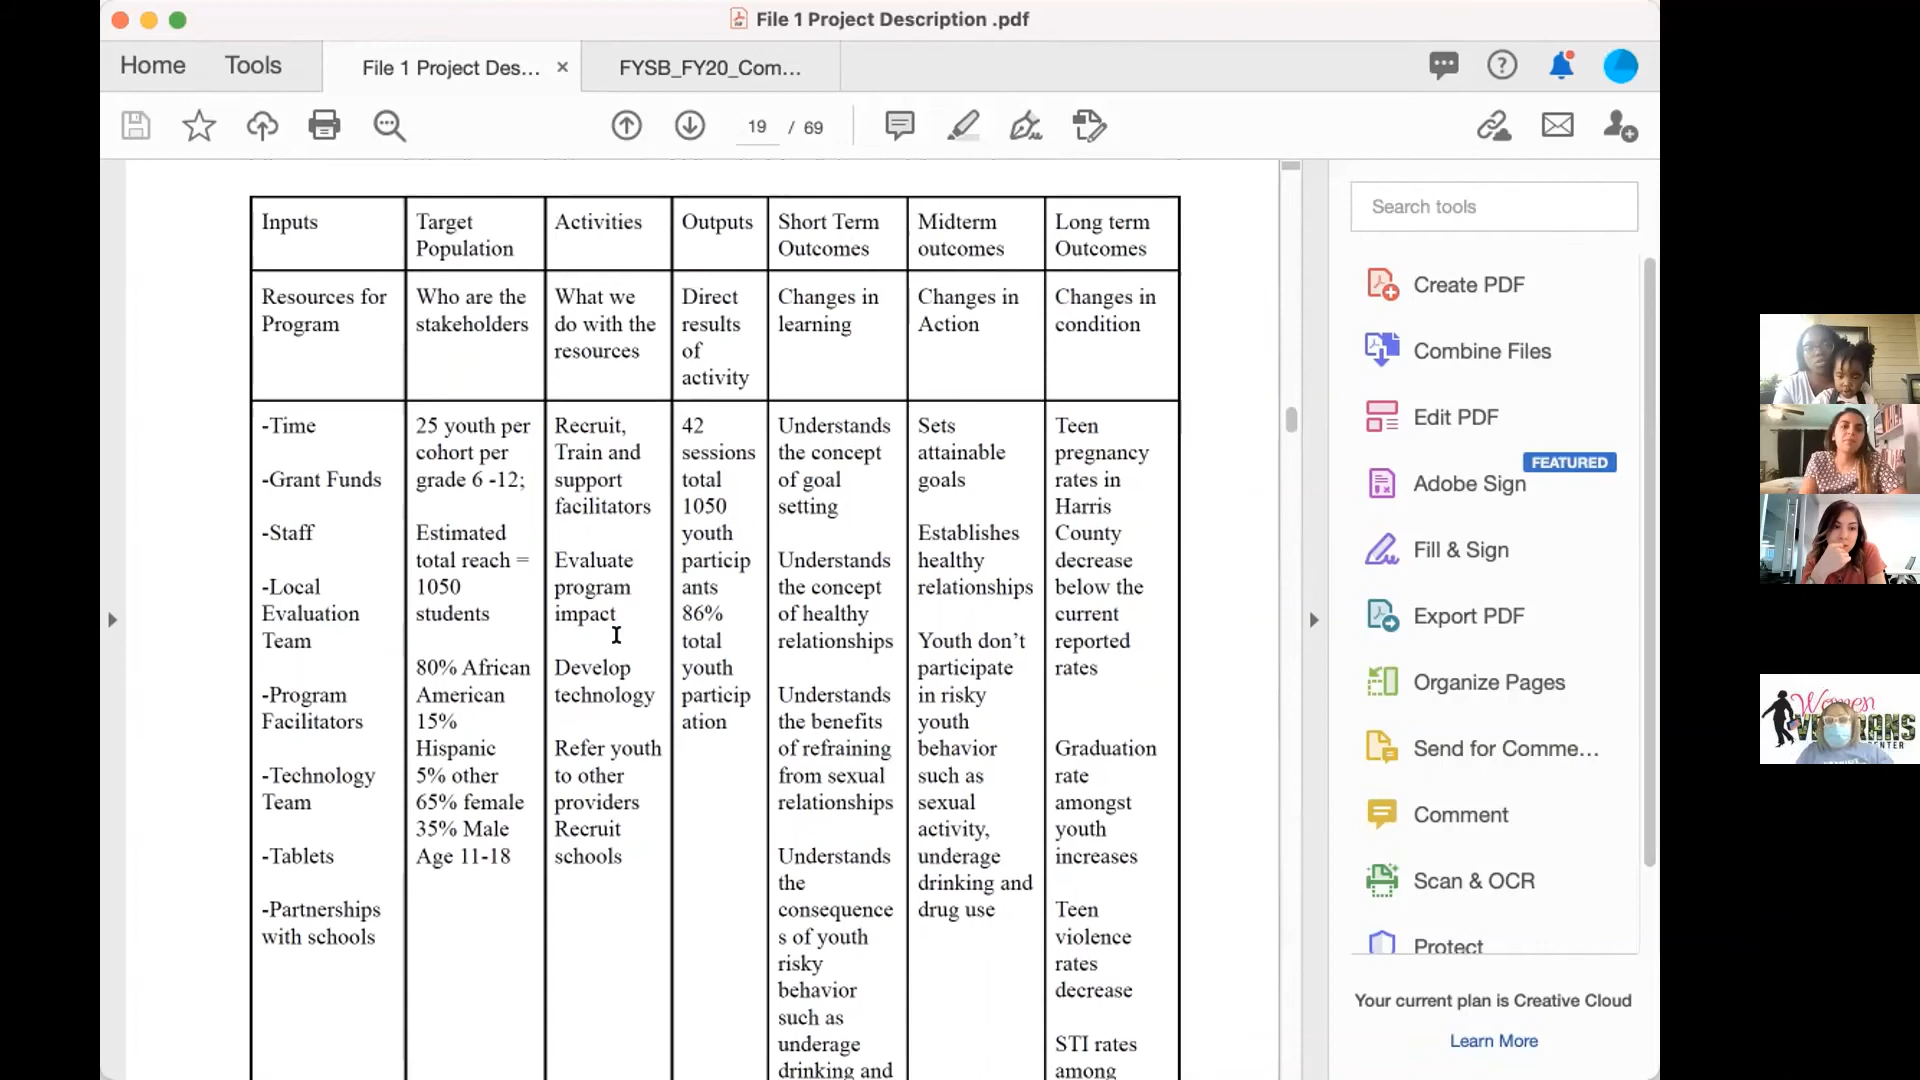 File 1 Project Description .pdf
Home
Tools
File 1 Project Des...
FYSB_FY20_Com...
19 / 69
Search tools
Create PDF
Combine Files
Edit PDF
FEATURED
Adobe Sign
Fill & Sign
Export PDF
Organize Pages
Send for Comme...
Comment
Scan & OCR
Protect
Your current plan is Creative Cloud
Learn More
Inputs
Target
Population
Activities
Outputs
Short Term
Outcomes
Midterm
outcomes
Long term
Outcomes
Resources for
Program
Who are the
stakeholders
What we
do with the
resources
Direct
results
of
activity
Changes in
learning
Changes in
Action
Changes in
condition
-Time
-Grant Funds
-Staff
-Local
Evaluation
Team
-Program
Facilitators
-Technology
Team
-Tablets
-Partnerships
with schools
25 youth per
cohort per
grade 6 -12;
Estimated
total reach =
1050
students
80% African
American
15%
Hispanic
5% other
65% female
35% Male
Age 11-18
Recruit,
Train and
support
facilitators
Evaluate
program
impact
Develop
technology
Refer youth
to other
providers
Recruit
schools
42
sessions
total
1050
youth
particip
ants
86%
total
youth
particip
ation
Understands
the concept
of goal
setting
Understands
the concept
of healthy
relationships
Understands
the benefits
of refraining
from sexual
relationships
Understands
the
consequence
s of youth
risky
behavior
such as
underage
drinking and
Sets
attainable
goals
Establishes
healthy
relationships
Youth don't
participate
in risky
youth
behavior
such as
sexual
activity,
underage
drinking and
drug use
Teen
pregnancy
rates in
Harris
County
decrease
below the
current
reported
rates
Graduation
rate
amongst
youth
increases
Teen
violence
rates
decrease
STI rates
among
Women